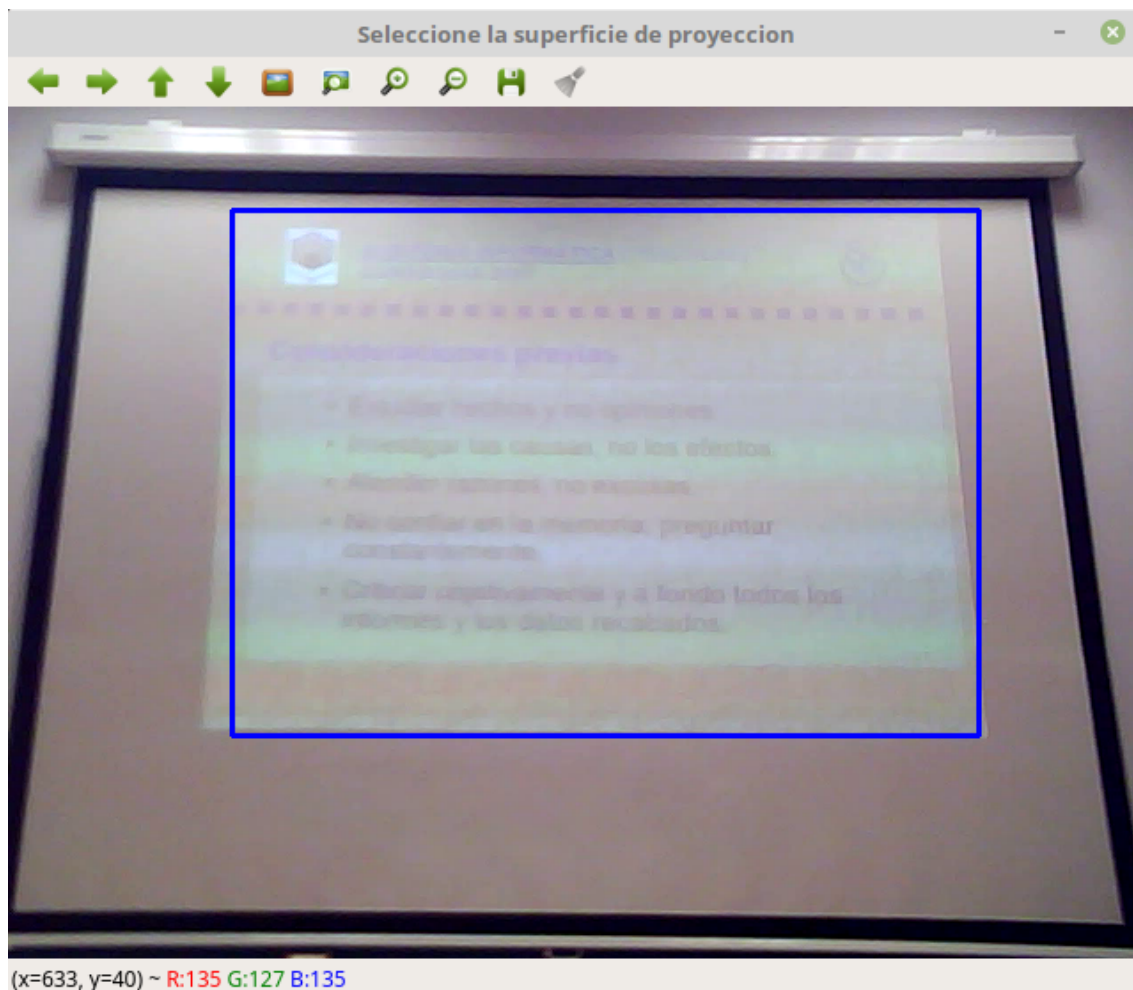 Seleccione la superficie de proyeccion
Consideraciones previas
• Estudiar hechos y no opiniones
• Investigar las causas, no los efectos.
• Atender razones, no excusas
• No confiar en la memoria, preguntar
constantemente.
• Criticar objetivamente y a fondo todos los
informes y los datos recabados.
(x=633, y=40) ~ R:135 G:127 B:135